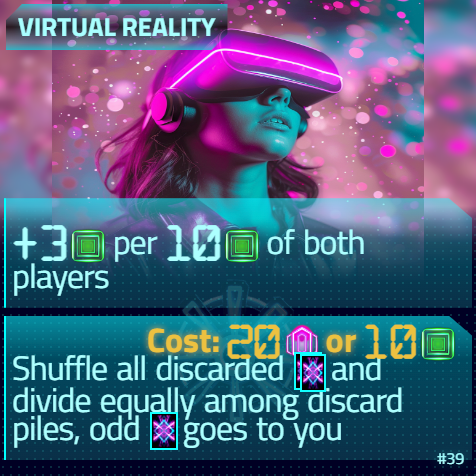 VIRTUAL REALITY
+3 per 10 of both
players
Cost: 20 or 10
Shuffle all discarded and
divide equally among discard
piles, odd goes to you
#39